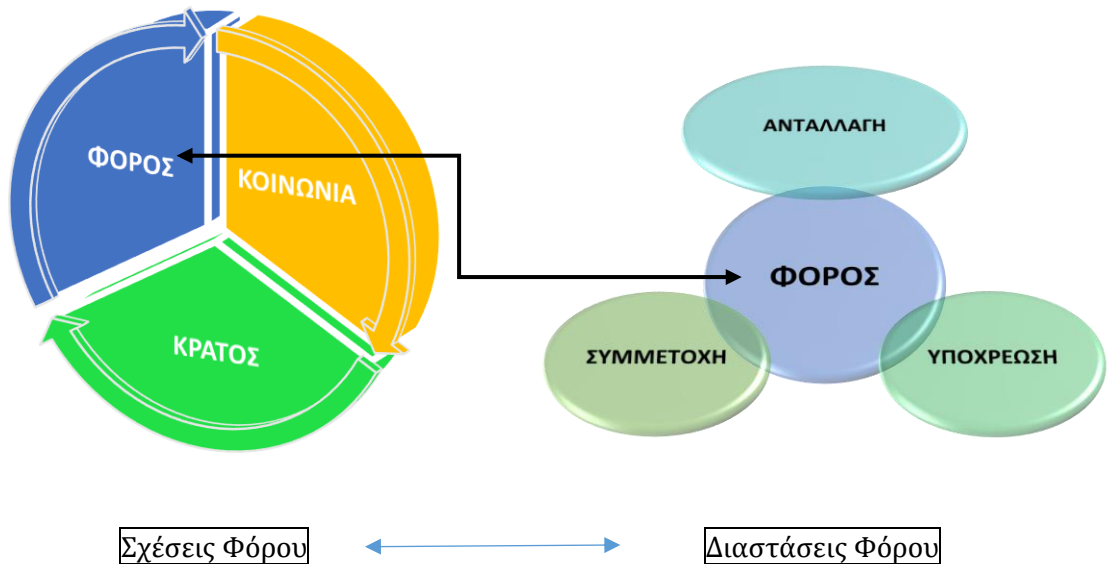 ΦΟΡΟΣ
ΚΟΙΝΩΝΙΑ
ΚΡΑΤΟΣ
ΑΝΤΑΛΛΑΓΗ
ΦΟΡΟΣ
ΣΥΜΜΕΤΟΧΗ
ΥΠΟΧΡΕΩΣΗ
Σχέσεις Φόρου
Διαστάσεις Φόρου